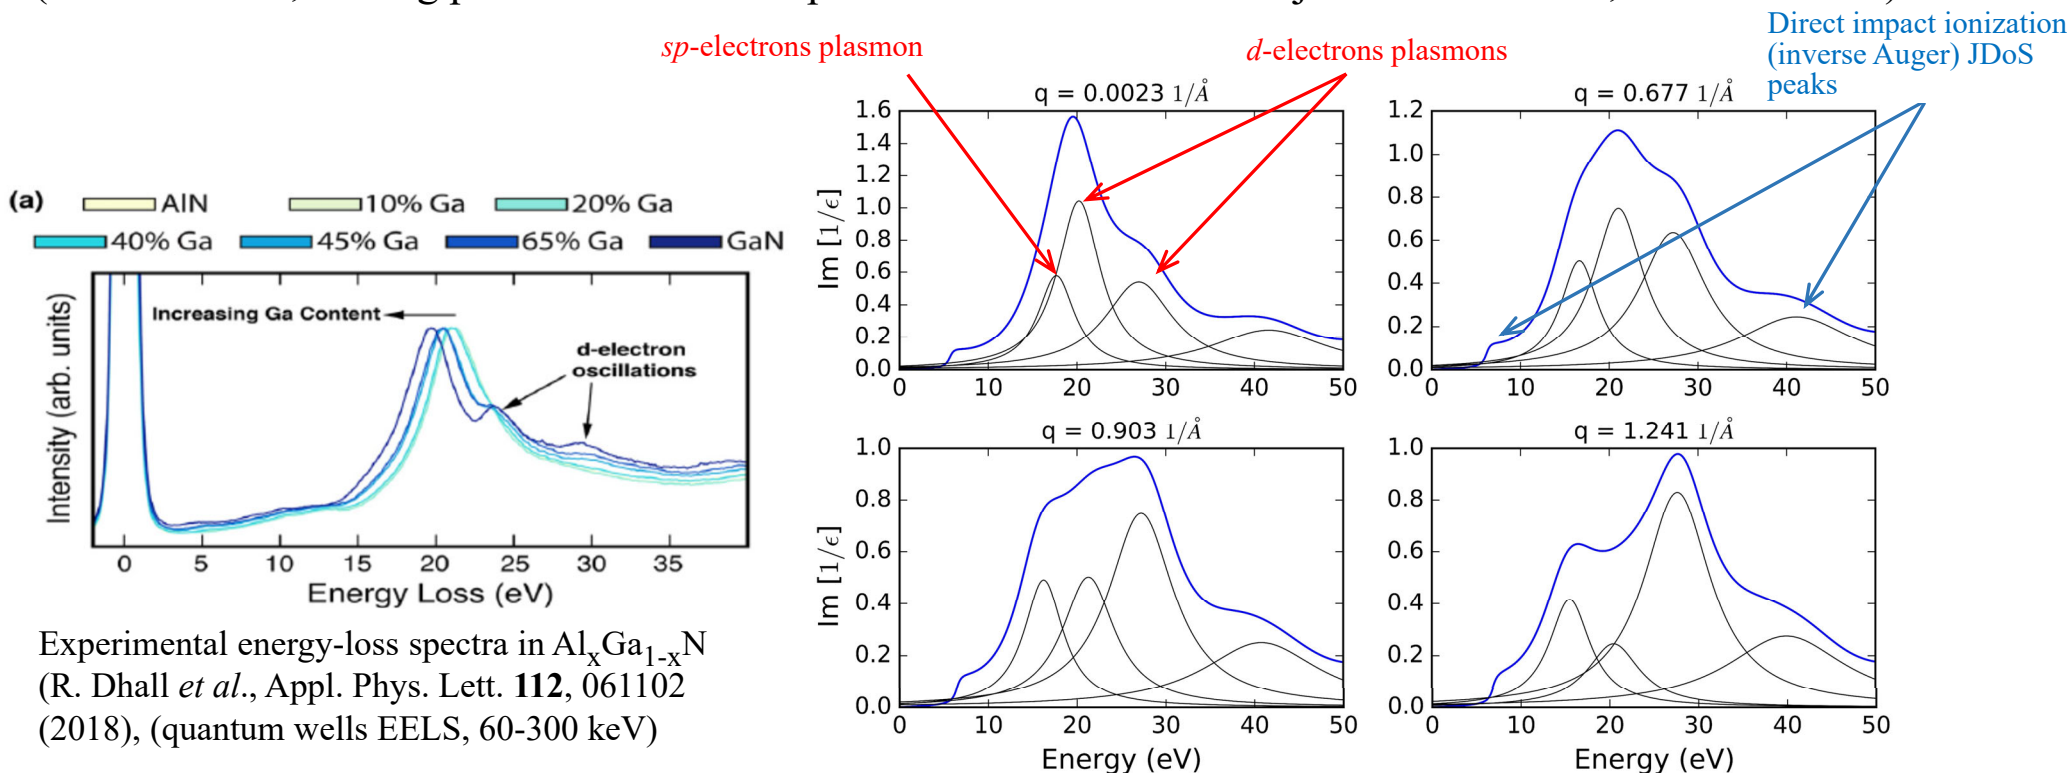 sp-electrons plasmon
d-electrons plasmons
Direct impact ionization
(inverse Auger) JDoS
peaks
(a)
AlN
10% Ga
20% Ga
40% Ga
45% Ga
65% Ga
GaN
Increasing Ga Content
d-electron
oscillations
Intensity (arb. units)
0 5 10 15 20 25 30 35
Energy Loss (eV)
Experimental energy-loss spectra in AlxGa1-xN
(R. Dhall et al., Appl. Phys. Lett. 112, 061102
(2018), (quantum wells EELS, 60-300 keV)
q = 0.0023 1/Å
Im [1/ϵ]
1.6
1.4
1.2
1.0
0.8
0.6
0.4
0.2
0.0
0 10 20 30 40 50
q = 0.677 1/Å
1.2
1.0
0.8
0.6
0.4
0.2
0.0
0 10 20 30 40 50
q = 0.903 1/Å
Im [1/ϵ]
1.0
0.8
0.6
0.4
0.2
0.0
0 10 20 30 40 50
Energy (eV)
q = 1.241 1/Å
1.0
0.8
0.6
0.4
0.2
0.0
0 10 20 30 40 50
Energy (eV)